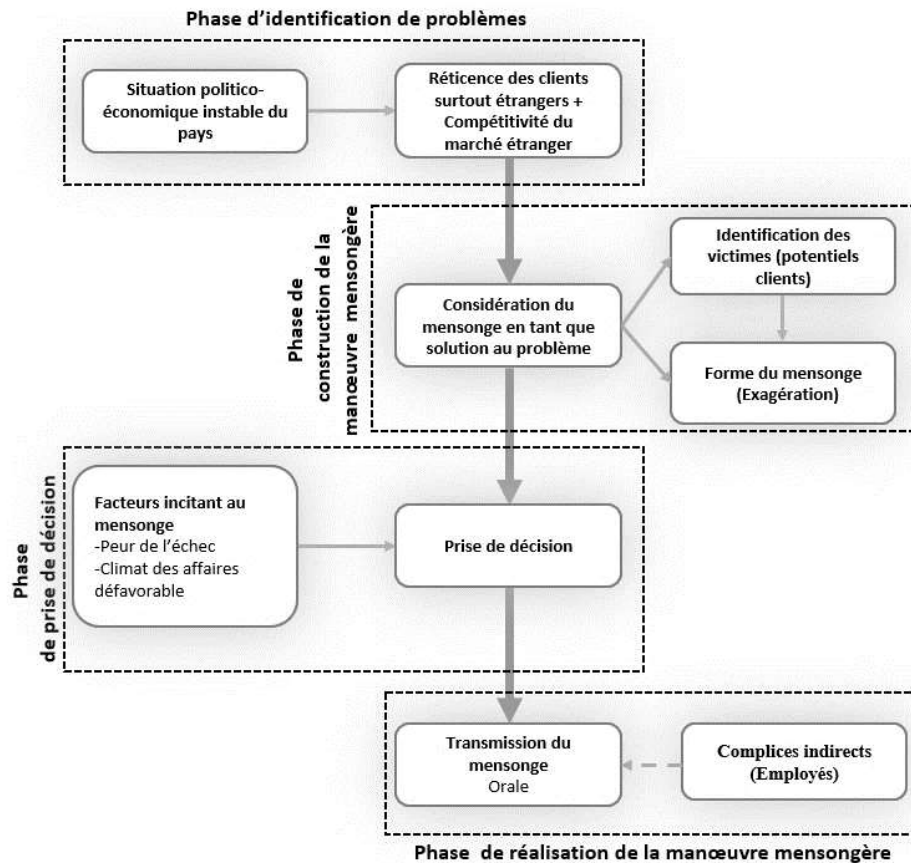 Phase d’identification de problèmes
Situation politico-
économique instable du
pays
Réticence des clients
surtout étrangers +
Compétitivité du
marché étranger
Phase de
construction de la
manœuvre mensongère
Considération du
mensonge en tant que
solution au problème
Identification des
victimes (potentiels
clients)
Forme du mensonge
(Exagération)
Phase
de prise de décision
Facteurs incitant au
mensonge
-Peur de l’échec
-Climat des affaires
défavorable
Prise de décision
Transmission du
mensonge
Orale
Complices indirects
(Employés)
Phase de réalisation de la manœuvre mensongère